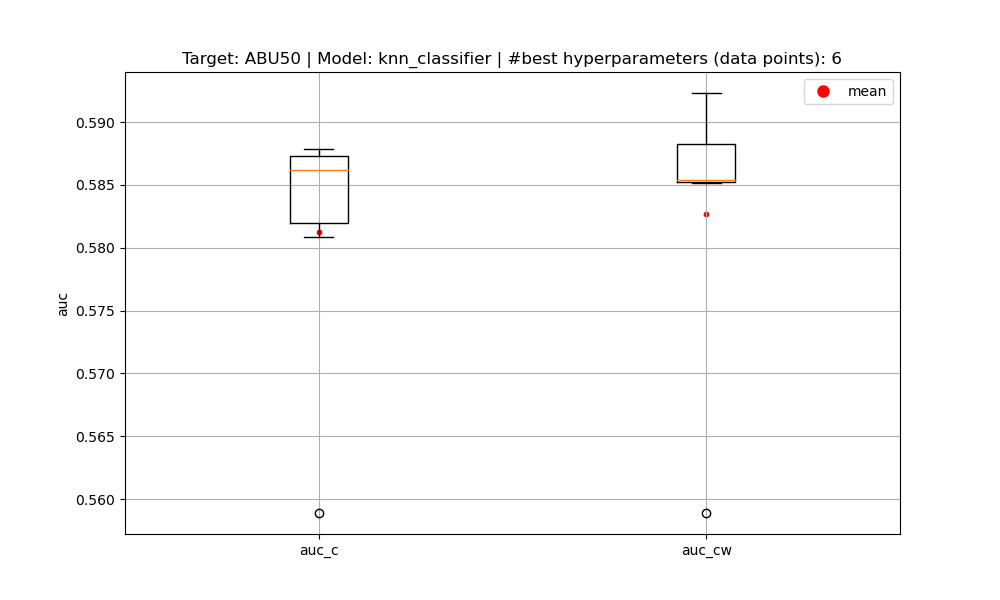 Target: ABU50 | Model: knn_classifier | #best hyperparameters (data points): 6
mean
0.590
0.585
0.580
0.575
0.570
0.565
0.560
auc
auc_c
auc_cw